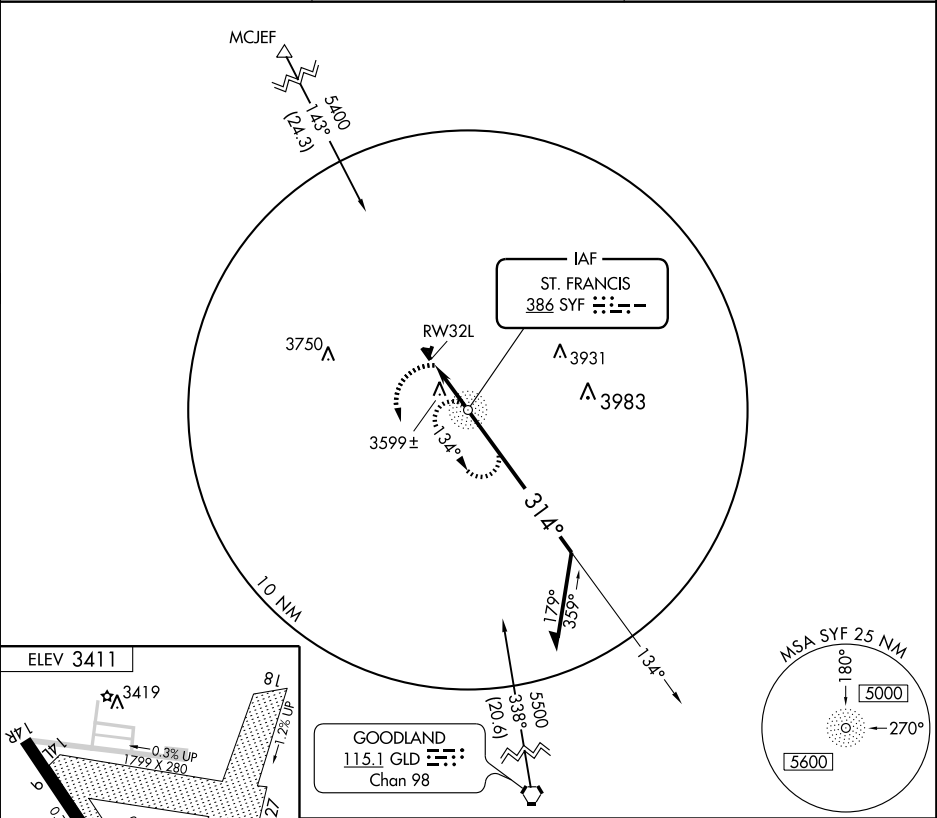 MCJEF
5400
143°
(24.3)
IAF
ST. FRANCIS
386 SYF
RW32L
3750
3931
3983
3599±
134°
314°
179°
359°
134°
10 NM
5500
338°
(20.6)
GOODLAND
115.1 GLD
Chan 98
MSA SYF 25 NM
180°
5000
270°
5600
ELEV 3411
3419
18
1.2% UP
0.3% UP
1799 X 280
14R
14L
9
27